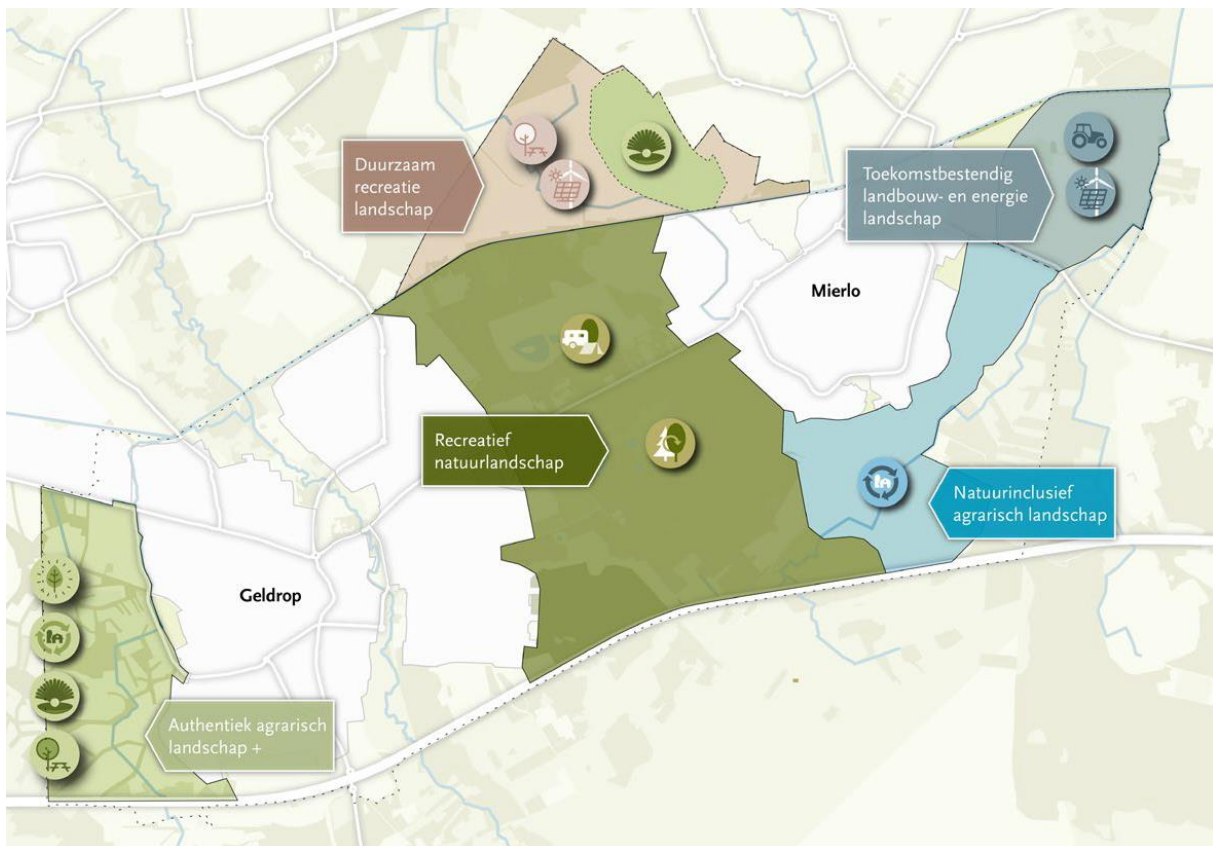 Duurzaam
recreatie
landschap
Toekomstbestendig
landbouw- en energie
landschap
Mierlo
Recreatief
natuurlandschap
Natuurinclusief
agrarisch landschap
Geldrop
Authentiek agrarisch
landschap +